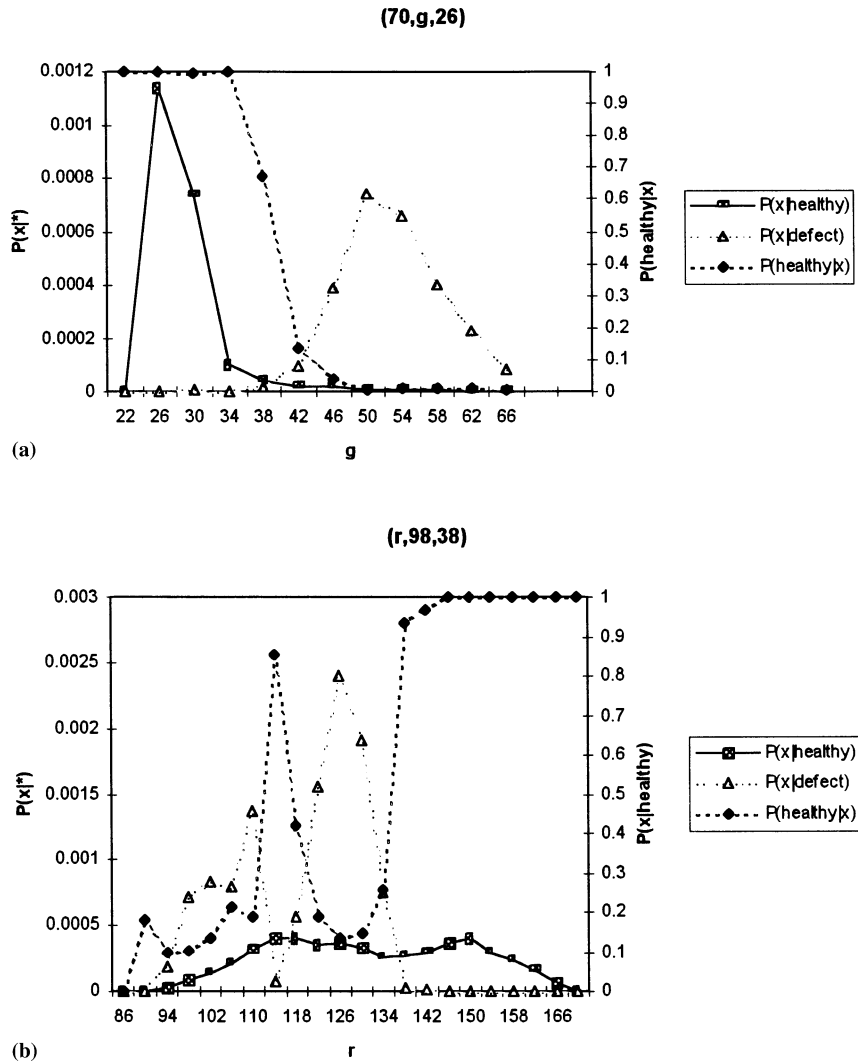 (70,g,26)
0.0012
0.001
0.0008
0.0006
0.0004
0.0002
0
P(x|*)
1
0.9
0.8
0.7
0.6
0.5
0.4
0.3
0.2
0.1
0
P(healthy|x)
P(x|healthy)
P(x|defect)
P(healthy|x)
22 26 30 34 38 42 46 50 54 58 62 66
g
(a)
(r,98,38)
0.003
0.0025
0.002
0.0015
0.001
0.0005
0
P(x|*)
1
0.9
0.8
0.7
0.6
0.5
0.4
0.3
0.2
0.1
0
P(x|healthy)
P(x|healthy)
P(x|defect)
P(healthy|x)
86 94 102 110 118 126 134 142 150 158 166
r
(b)